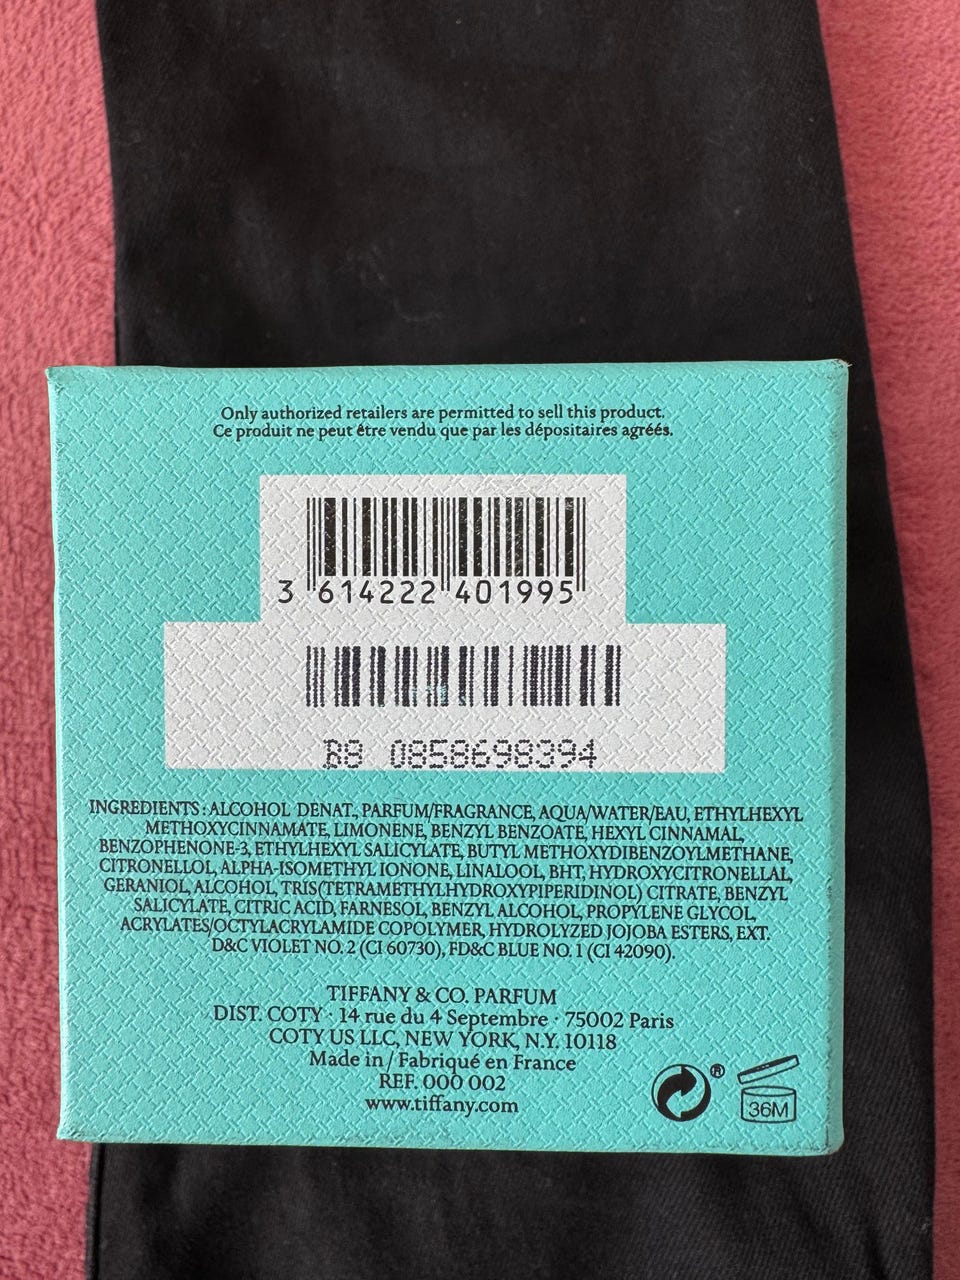 Only authorized retailers are permitted to sell this product.
Ce produit ne peut être vendu que par les dépositaires agréés.
3 614222 401995
B8 0858698394
INGREDIENTS : ALCOHOL DENAT., PARFUM/FRAGRANCE, AQUA/WATER/EAU, ETHYLHEXYL
METHOXYCINNAMATE, LIMONENE, BENZYL BENZOATE, HEXYL CINNAMAL,
BENZOPHENONE-3, ETHYLHEXYL SALICYLATE, BUTYL METHOXYDIBENZOYLMETHANE,
CITRONELLOL, ALPHA-ISOMETHYL IONONE, LINALOOL, BHT, HYDROXYCITRONELLAL,
GERANIOL, ALCOHOL, TRIS(TETRAMETHYLHYDROXYPIPERIDINOL) CITRATE, BENZYL
SALICYLATE, CITRIC ACID, FARNESOL, BENZYL ALCOHOL, PROPYLENE GLYCOL,
ACRYLATES/OCTYLACRYLAMIDE COPOLYMER, HYDROLYZED JOJOBA ESTERS, EXT.
D&C VIOLET NO. 2 (CI 60730), FD&C BLUE NO. 1 (CI 42090).
TIFFANY & CO. PARFUM
DIST. COTY · 14 rue du 4 Septembre · 75002 Paris
COTY US LLC, NEW YORK, N.Y. 10118
Made in / Fabriqué en France
REF. 000 002
www.tiffany.com
®
36M